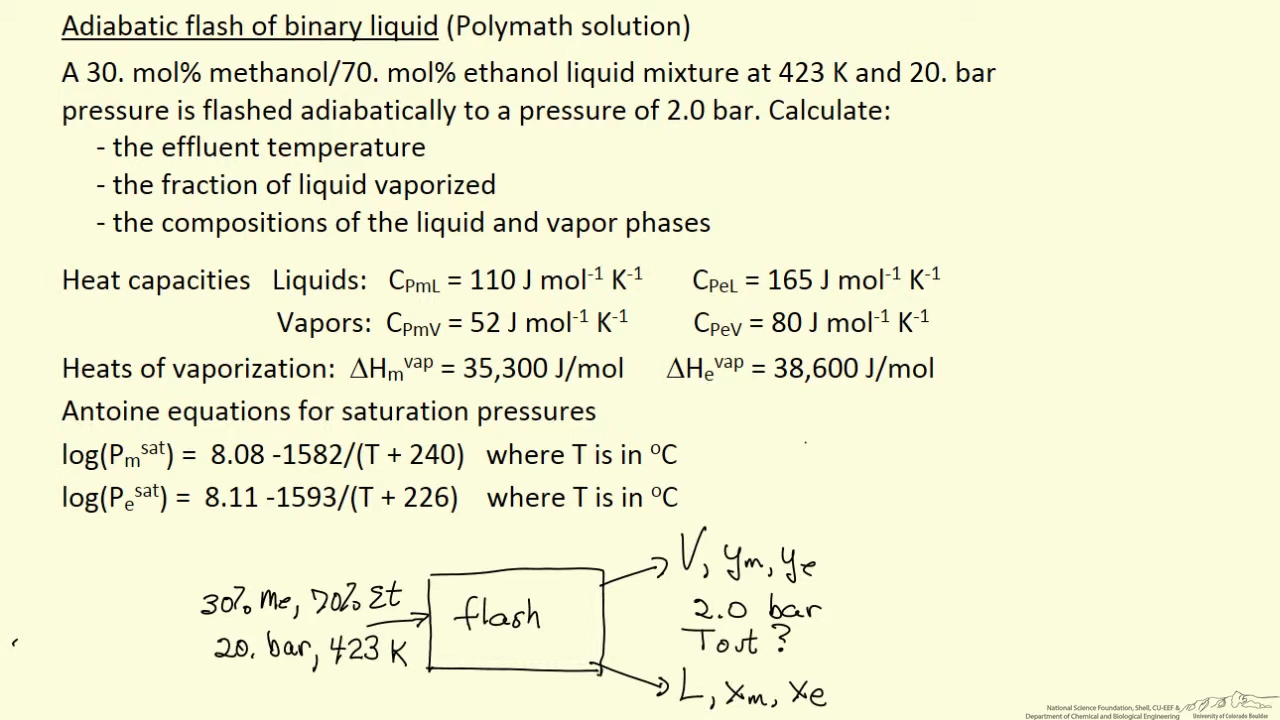 Adiabatic flash of binary liquid (Polymath solution)
A 30. mol% methanol/70. mol% ethanol liquid mixture at 423 K and 20. bar
pressure is flashed adiabatically to a pressure of 2.0 bar. Calculate:
- the effluent temperature
- the fraction of liquid vaporized
- the compositions of the liquid and vapor phases
Heat capacities Liquids: CPmL = 110 J mol-1 K-1 CPeL = 165 J mol-1 K-1
Vapors: CPmV = 52 J mol-1 K-1 CPeV = 80 J mol-1 K-1
Heats of vaporization: ΔHmvap = 35,300 J/mol ΔHevap = 38,600 J/mol
Antoine equations for saturation pressures
log(Pmsat) = 8.08 -1582/(T + 240) where T is in oC
log(Pesat) = 8.11 -1593/(T + 226) where T is in oC
30% Me, 70% Et
20. bar, 423 K
flash
V, ym, ye
2.0 bar
Tout ?
L, xm, xe
National Science Foundation, Shell, CU-EEF &
Department of Chemical and Biological Engineering
University of Colorado Boulder